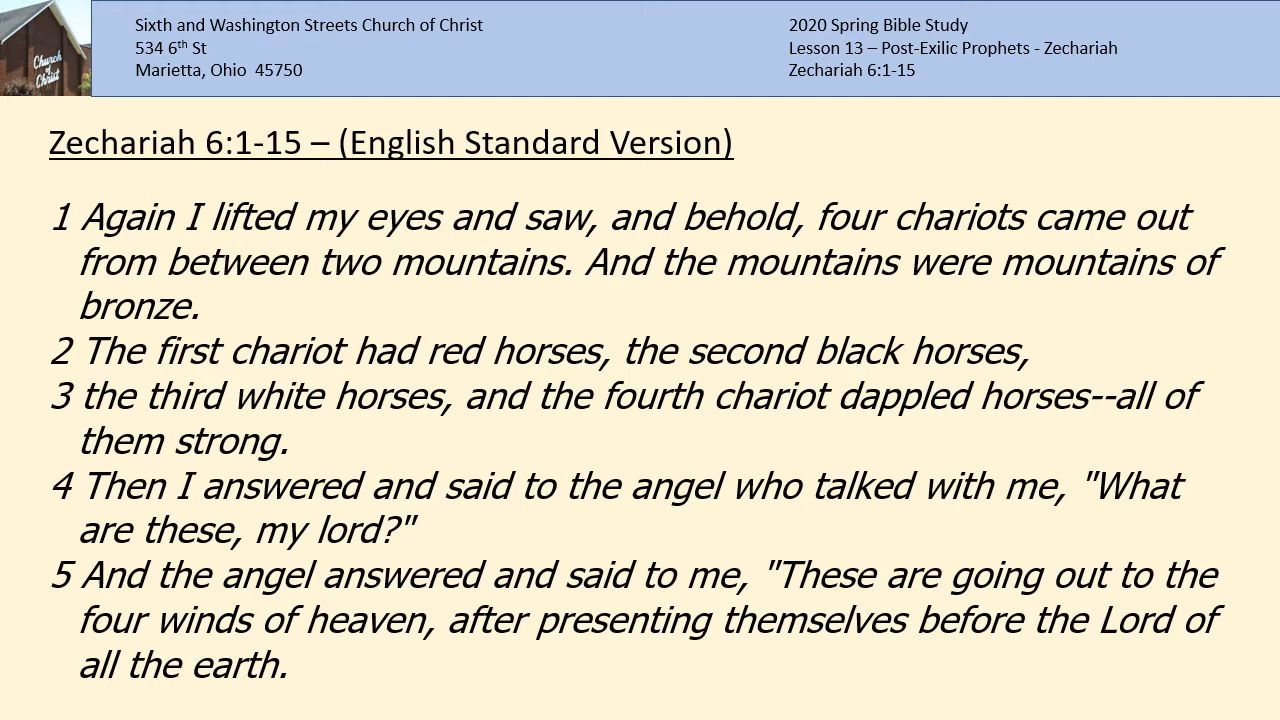 Church
of
Christ
Sixth and Washington Streets Church of Christ
534 6th St
Marietta, Ohio  45750
2020 Spring Bible Study
Lesson 13 – Post-Exilic Prophets - Zechariah
Zechariah 6:1-15
Zechariah 6:1-15 – (English Standard Version)
1 Again I lifted my eyes and saw, and behold, four chariots came out
from between two mountains. And the mountains were mountains of
bronze.
2 The first chariot had red horses, the second black horses,
3 the third white horses, and the fourth chariot dappled horses--all of
them strong.
4 Then I answered and said to the angel who talked with me, "What
are these, my lord?"
5 And the angel answered and said to me, "These are going out to the
four winds of heaven, after presenting themselves before the Lord of
all the earth.